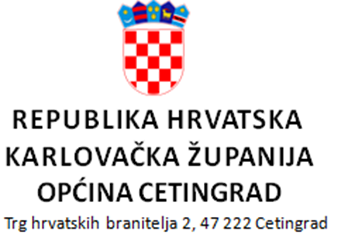 REPUBLIKA HRVATSKA
KARLOVAČKA ŽUPANIJA
OPĆINA CETINGRAD
Trg hrvatskih branitelja 2, 47 222 Cetingrad